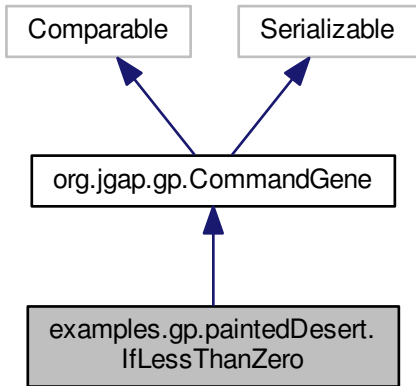 Comparable
Serializable
org.jgap.gp.CommandGene
examples.gp.paintedDesert.
IfLessThanZero